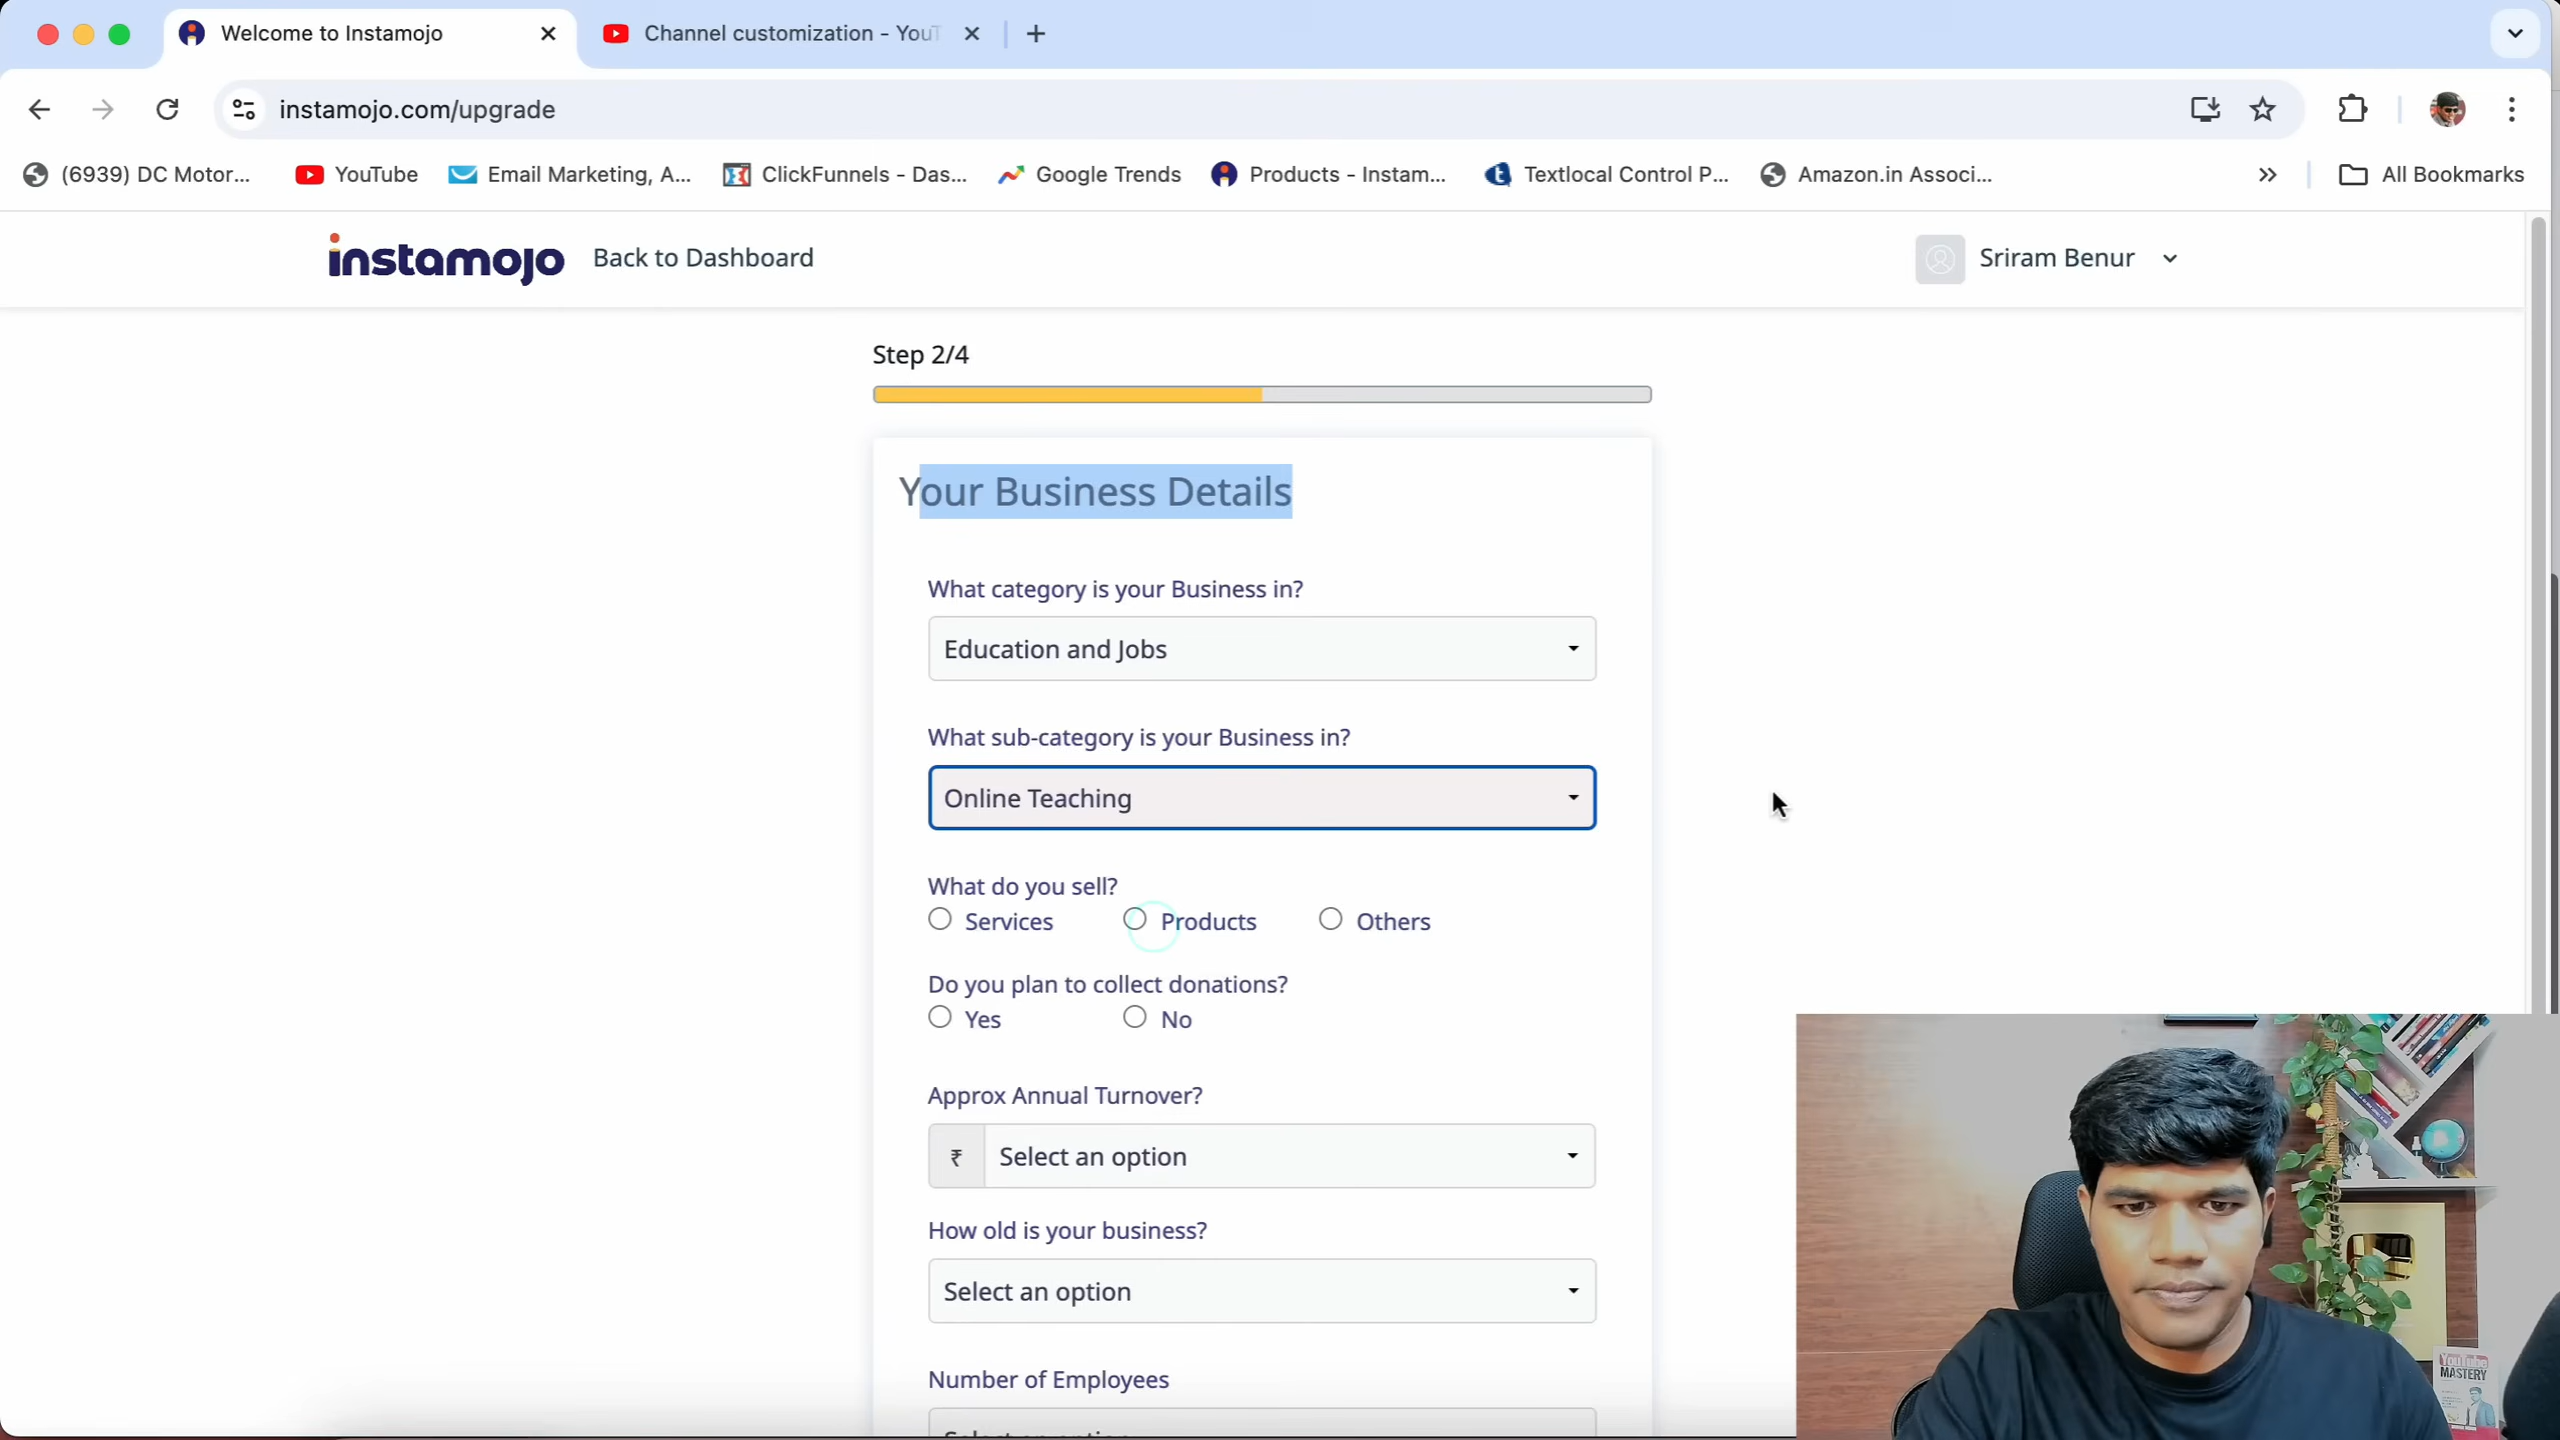 Welcome to Instamojo
Channel customization - YouT
instamojo.com/upgrade
(6939) DC Motor...
YouTube
Email Marketing, A...
ClickFunnels - Das...
Google Trends
Products - Instam...
Textlocal Control P...
Amazon.in Associ...
All Bookmarks
instamojo
Back to Dashboard
Sriram Benur
Step 2/4
Your Business Details
What category is your Business in?
Education and Jobs
What sub-category is your Business in?
Online Teaching
What do you sell?
Services Products Others
Do you plan to collect donations?
Yes No
Approx Annual Turnover?
₹ Select an option
How old is your business?
Select an option
Number of Employees
YouTube
MASTERY